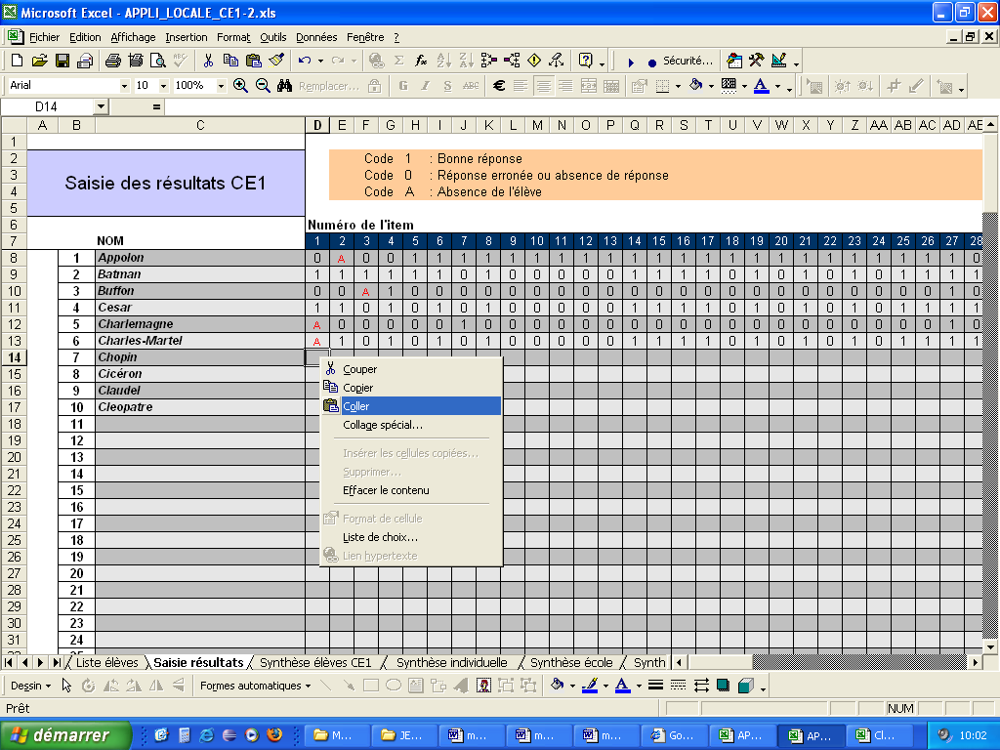 Microsoft Excel - APPLI_LOCALE_CE1-2.xls
Fichier Edition Affichage Insertion Format Outils Données Fenêtre ?
Sécurité...
Arial 10 100% Remplacer... G I S ABC €
D14 =
A B C D E F G H I J K L M N O P Q R S T U V W X Y Z AA AB AC AD AE
1
2 Code 1 : Bonne réponse
3 Saisie des résultats CE1 Code 0 : Réponse erronée ou absence de réponse
4 Code A : Absence de l'élève
5
6 Numéro de l'item
7 NOM 1 2 3 4 5 6 7 8 9 10 11 12 13 14 15 16 17 18 19 20 21 22 23 24 25 26 27 28
8 1 Appolon 0 A 0 0 1 1 1 1 1 1 1 1 1 1 1 1 1 1 1 1 1 1 1 1 1 1 1 0
9 2 Batman 1 1 1 1 1 1 0 1 0 0 0 0 0 1 1 1 1 0 1 0 1 0 1 0 1 1 1 1
10 3 Buffon 0 0 A 1 0 0 0 0 0 0 0 0 0 0 0 0 0 0 0 0 0 0 0 0 0 0 1 0
11 4 Cesar 1 1 0 1 0 1 0 1 0 0 0 0 0 1 1 1 1 0 1 0 1 0 1 0 1 1 1 1
12 5 Charlemagne A 0 0 0 0 0 1 0 0 0 0 0 0 0 0 0 0 0 0 0 0 0 0 0 0 0 1 0
13 6 Charles-Martel A 1 0 1 0 1 0 1 0 0 0 0 0 1 1 1 1 0 1 0 1 0 1 0 1 1 1 1
14 7 Chopin
15 8 Cicéron
16 9 Claudel
17 10 Cleopatre
18 11
19 12
20 13
21 14
22 15
23 16
24 17
25 18
26 19
27 20
28 21
29 22
30 23
31 24
Couper
Copier
Coller
Collage spécial...
Insérer les cellules copiées...
Supprimer...
Effacer le contenu
Format de cellule
Liste de choix...
Lien hypertexte
Liste élèves Saisie résultats Synthèse élèves CE1 Synthèse individuelle Synthèse école Synth
Dessin Formes automatiques
Prêt NUM
démarrer M... JE... m... m... m... Go... AP... AP... Cl... 10:02